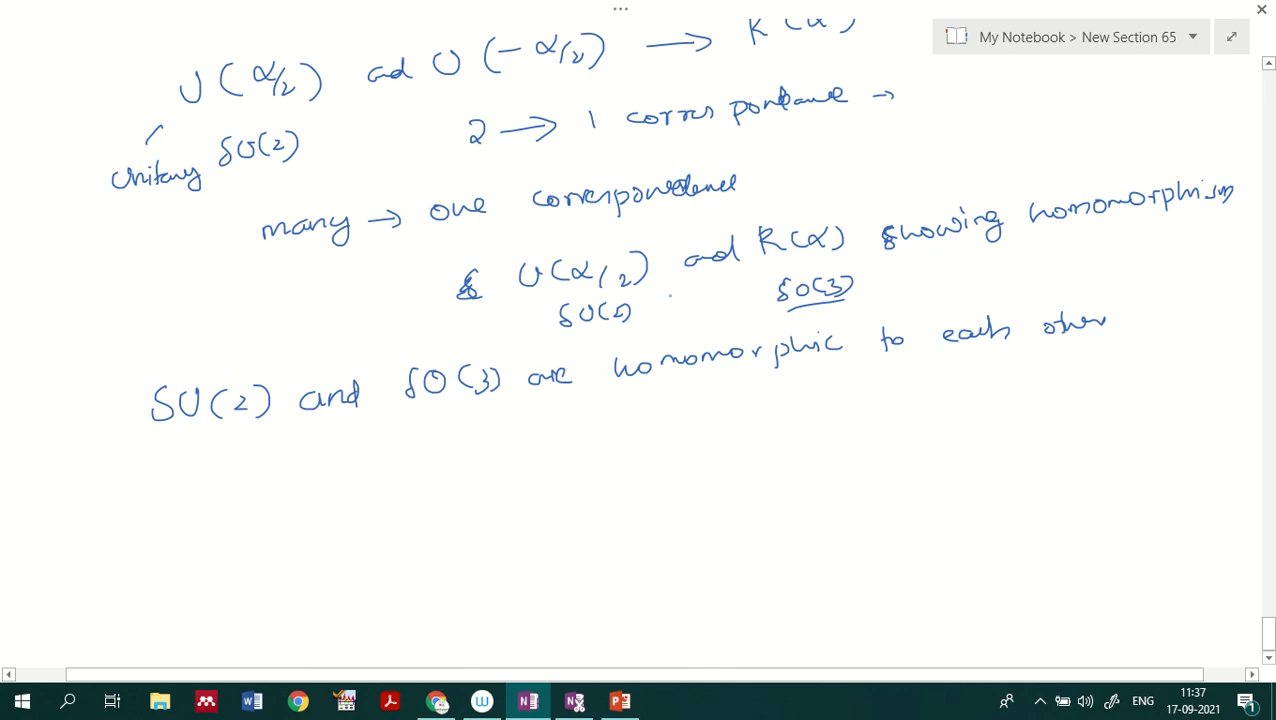 My Notebook > New Section 65
U(α/2) and U(-α/2) → R(α)
Unitary SU(2)
2 → 1 correspondance →
many → one correspondence
& U(α/2) and R(α) showing homomorphism
SU(2) SO(3)
SU(2) and SO(3) are homomorphic to each other
ENG
11:37
17-09-2021
1